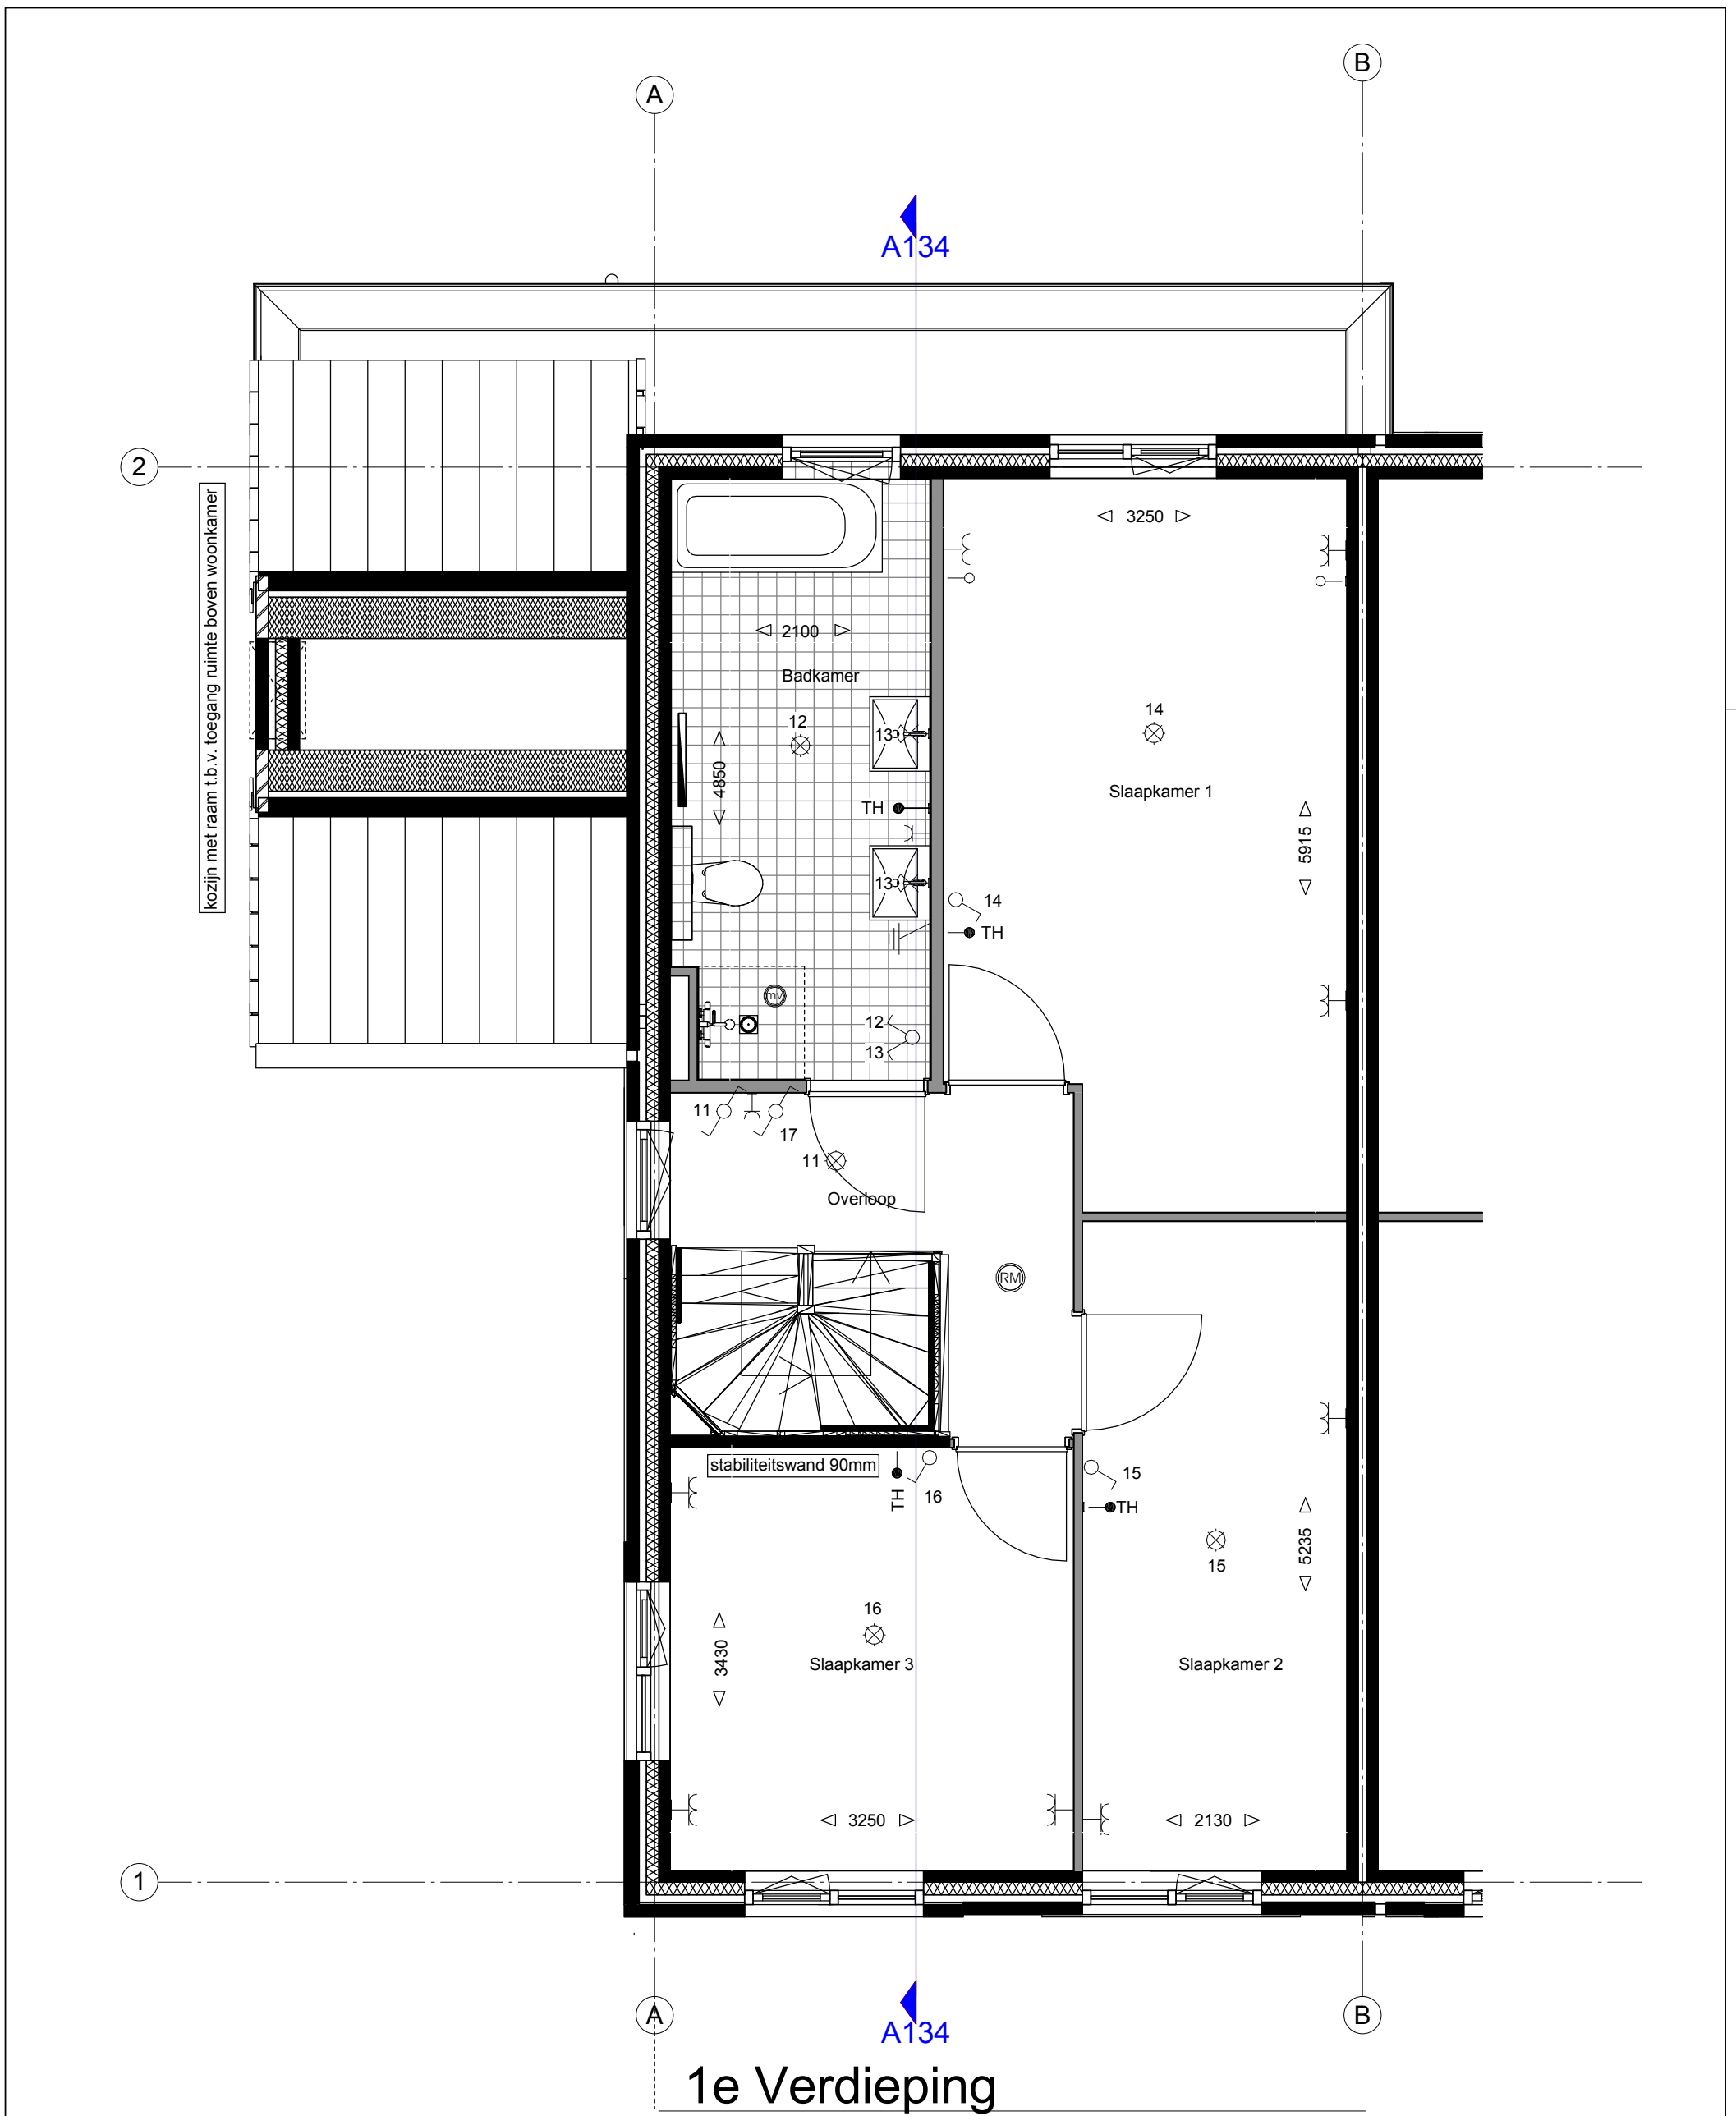 B
A
A134
2
kozijn met raam t.b.v. toegang ruimte boven woonkamer
3250
2100
Badkamer
12
14
13
4850
Slaapkamer 1
TH
5915
13
14
TH
mv
12
13
11
17
11
Overloop
RM
stabiliteitswand 90mm
TH
16
15
TH
5235
15
16
3430
Slaapkamer 3
Slaapkamer 2
3250
2130
1
A
B
A134
1e Verdieping